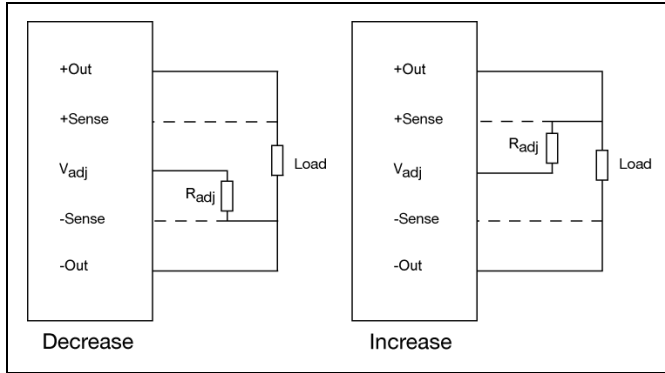 +Out
+Sense
Vadj
Radj
Load
-Sense
-Out
Decrease
+Out
+Sense
Radj
Vadj
Load
-Sense
-Out
Increase